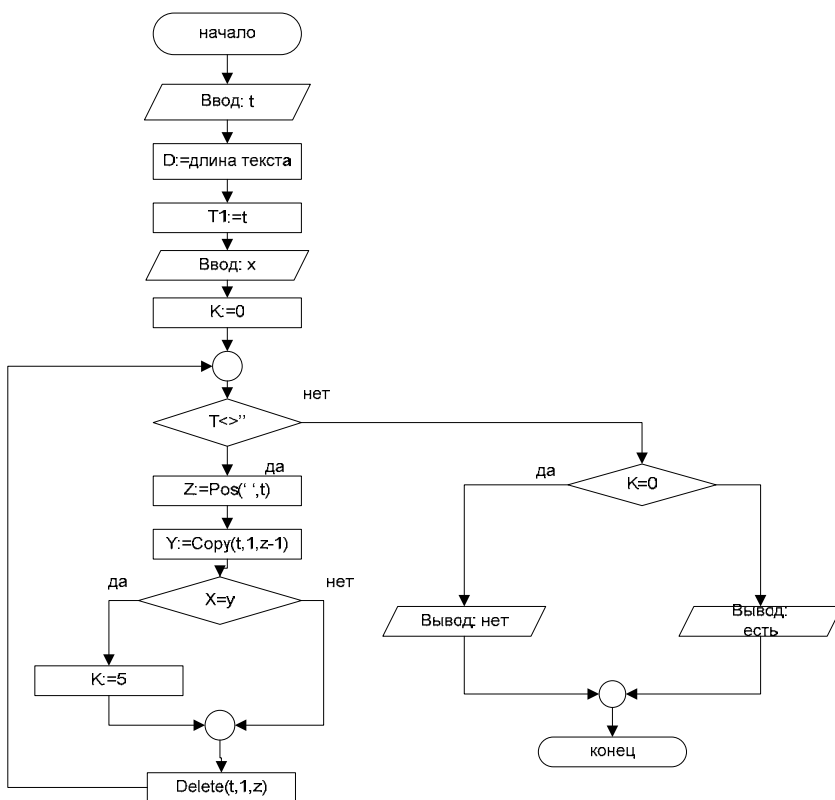 начало
Ввод: t
D:=длина текста
T1:=t
Ввод: x
K:=0
T<>''
нет
да
Z:=Pos(‘ ‘,t)
Y:=Copy(t,1,z-1)
X=y
да
нет
K:=5
Delete(t,1,z)
K=0
да
Вывод: нет
Вывод:
есть
конец